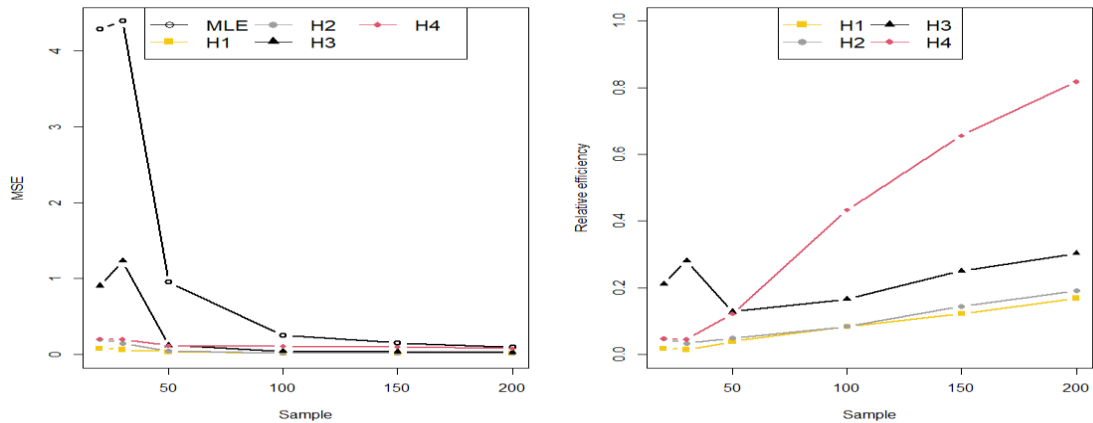 MLE H2 H4
H1 H3
MSE
0 1 2 3 4
50 100 150 200
Sample
H1 H3
H2 H4
Relative efficiency
0.0 0.2 0.4 0.6 0.8 1.0
50 100 150 200
Sample